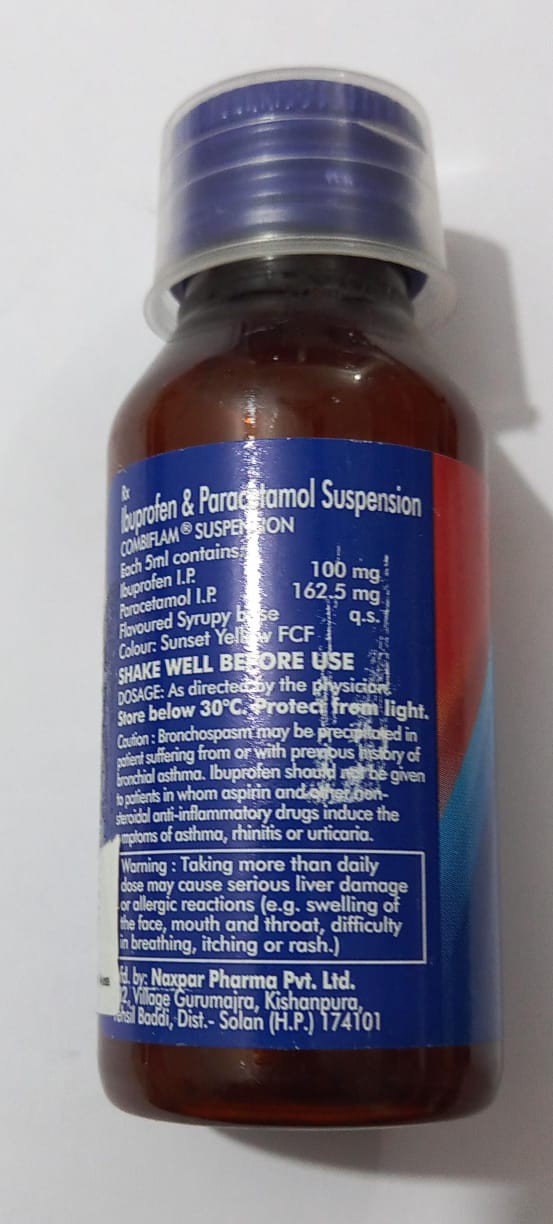 Rx
Ibuprofen & Paracetamol Suspension
COMBIFLAM® SUSPENSION
Each 5ml contains:
Ibuprofen I.P. 100 mg
Paracetamol I.P. 162.5 mg
Flavoured Syrupy base q.s.
Colour: Sunset Yellow FCF
SHAKE WELL BEFORE USE
DOSAGE: As directed by the physician.
Store below 30°C. Protect from light.
Caution : Bronchospasm may be precipitated in
patient suffering from or with previous history of
bronchial asthma. Ibuprofen should not be given
to patients in whom aspirin and other non-
steroidal anti-inflammatory drugs induce the
symptoms of asthma, rhinitis or urticaria.
Warning : Taking more than daily
dose may cause serious liver damage
or allergic reactions (e.g. swelling of
the face, mouth and throat, difficulty
in breathing, itching or rash.)
fd. by: Naxpar Pharma Pvt. Ltd.
2, Village Gurumajra, Kishanpura,
ehsil Baddi, Dist.- Solan (H.P.) 174101